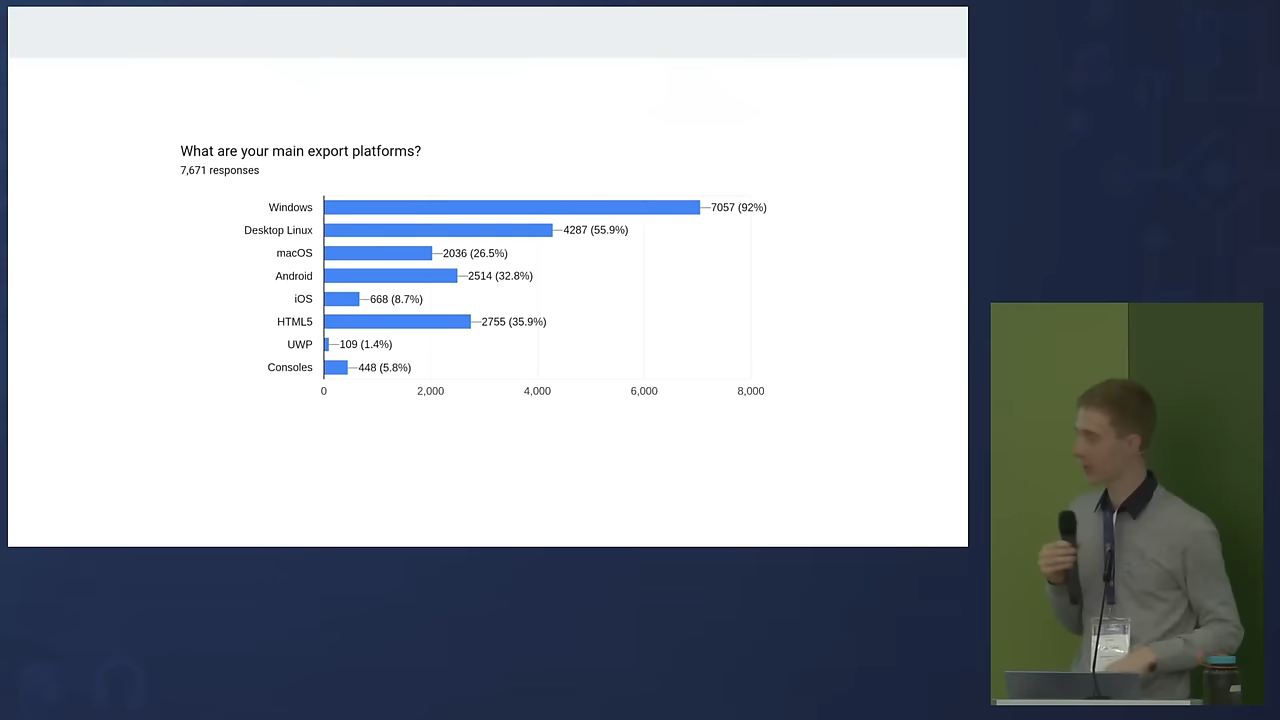 What are your main export platforms?
7,671 responses
Windows 7057 (92%)
Desktop Linux 4287 (55.9%)
macOS 2036 (26.5%)
Android 2514 (32.8%)
iOS 668 (8.7%)
HTML5 2755 (35.9%)
UWP 109 (1.4%)
Consoles 448 (5.8%)
0 2,000 4,000 6,000 8,000